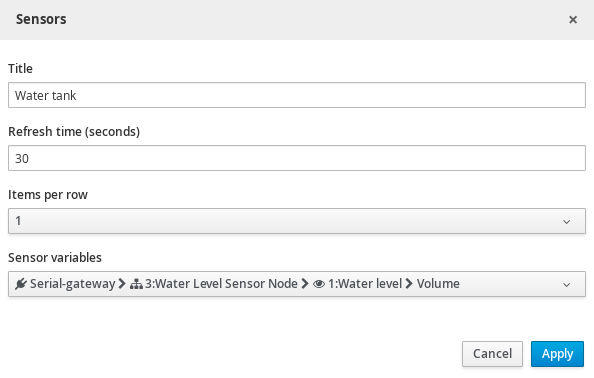 Sensors ×
Title
Water tank
Refresh time (seconds)
30
Items per row
1
Sensor variables
Serial-gateway 3:Water Level Sensor Node 1:Water level Volume
Cancel Apply